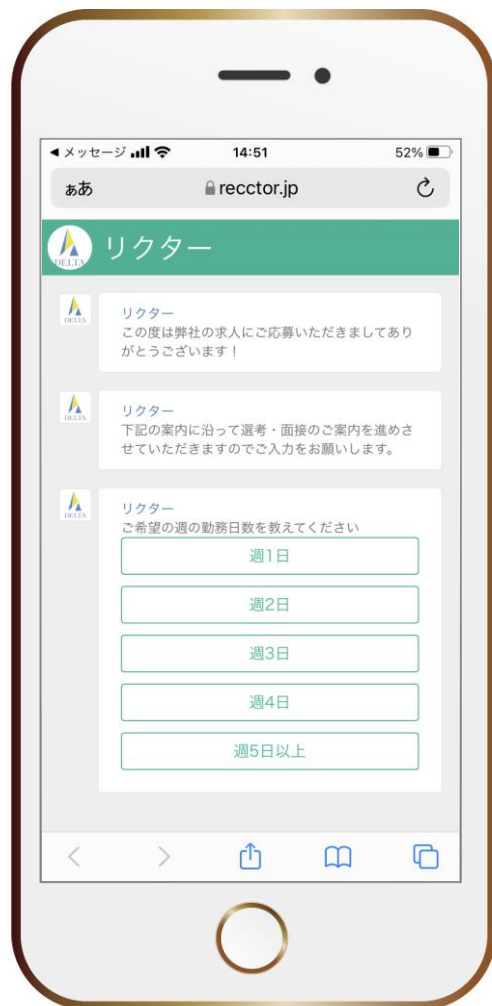 メッセージ 14:51 52%
ぁあ recctor.jp
DELTA リクター
DELTA リクター
この度は弊社の求人にご応募いただきましてあり
がとうございます！
DELTA リクター
下記の案内に沿って選考・面接のご案内を進めさ
せていただきますのでご入力をお願いします。
DELTA リクター
ご希望の週の勤務日数を教えてください
週1日
週2日
週3日
週4日
週5日以上